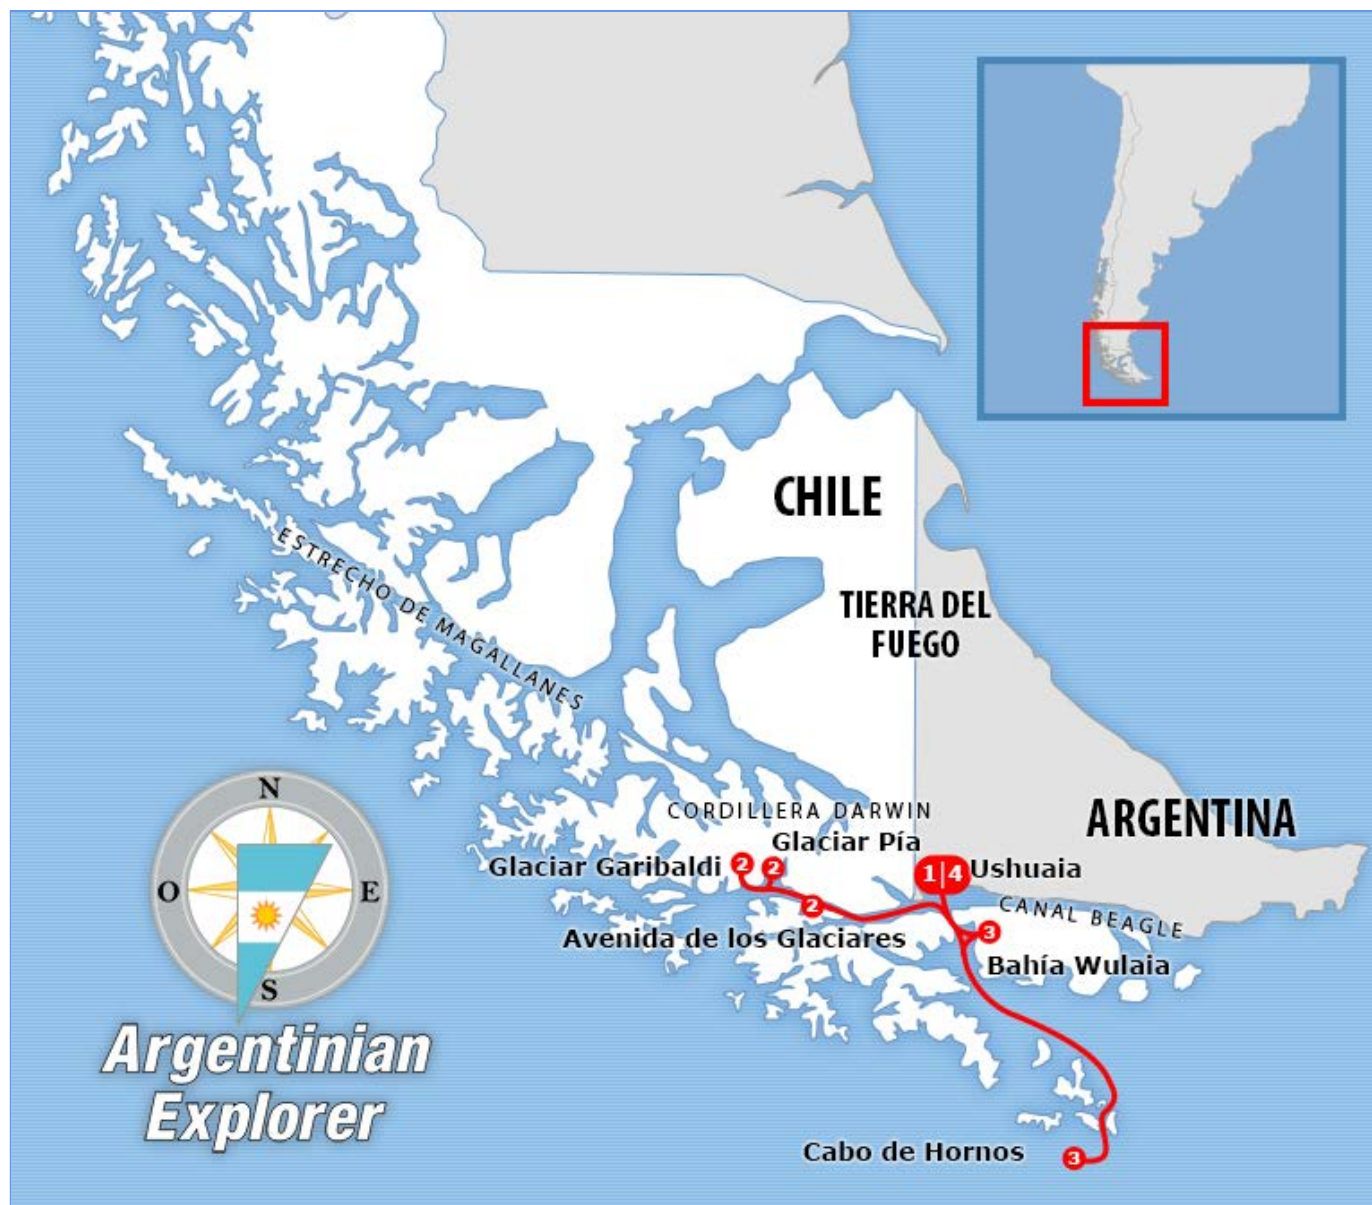 CHILE
ESTRECHO DE MAGALLANES
TIERRA DEL
FUEGO
N
O
E
S
Argentinian
Explorer
CORDILLERA DARWIN
Glaciar Pía
Glaciar Garibaldi
2
2
2
Avenida de los Glaciares
1|4
Ushuaia
ARGENTINA
CANAL BEAGLE
3
Bahía Wulaia
Cabo de Hornos
3